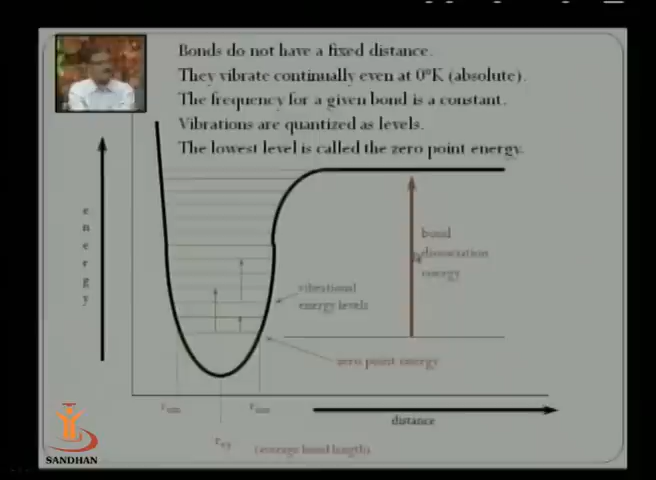 Bonds do not have a fixed distance.
They vibrate continually even at 0°K (absolute).
The frequency for a given bond is a constant.
Vibrations are quantized as levels.
The lowest level is called the zero point energy.
energy
bond
dissociation
energy
vibrational
energy levels
zero point energy
distance
(average bond length)
SANDHAN